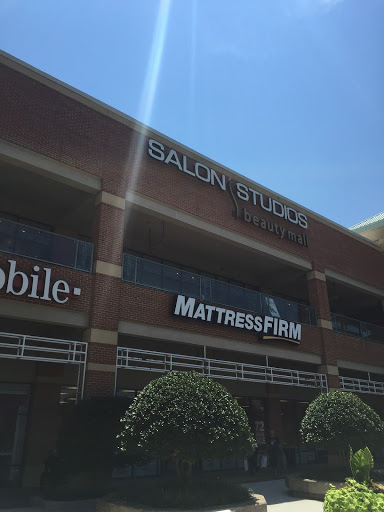 SALON STUDIOS
beauty mall
obile
MATTRESSFIRM